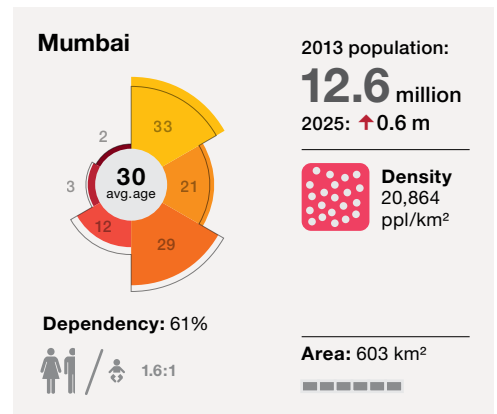 Mumbai
2
33
3
30
avg.age
21
12
29
Dependency: 61%
1.6:1
2013 population:
12.6 million
2025: ↑0.6 m
Density
20,864
ppl/km²
Area: 603 km²